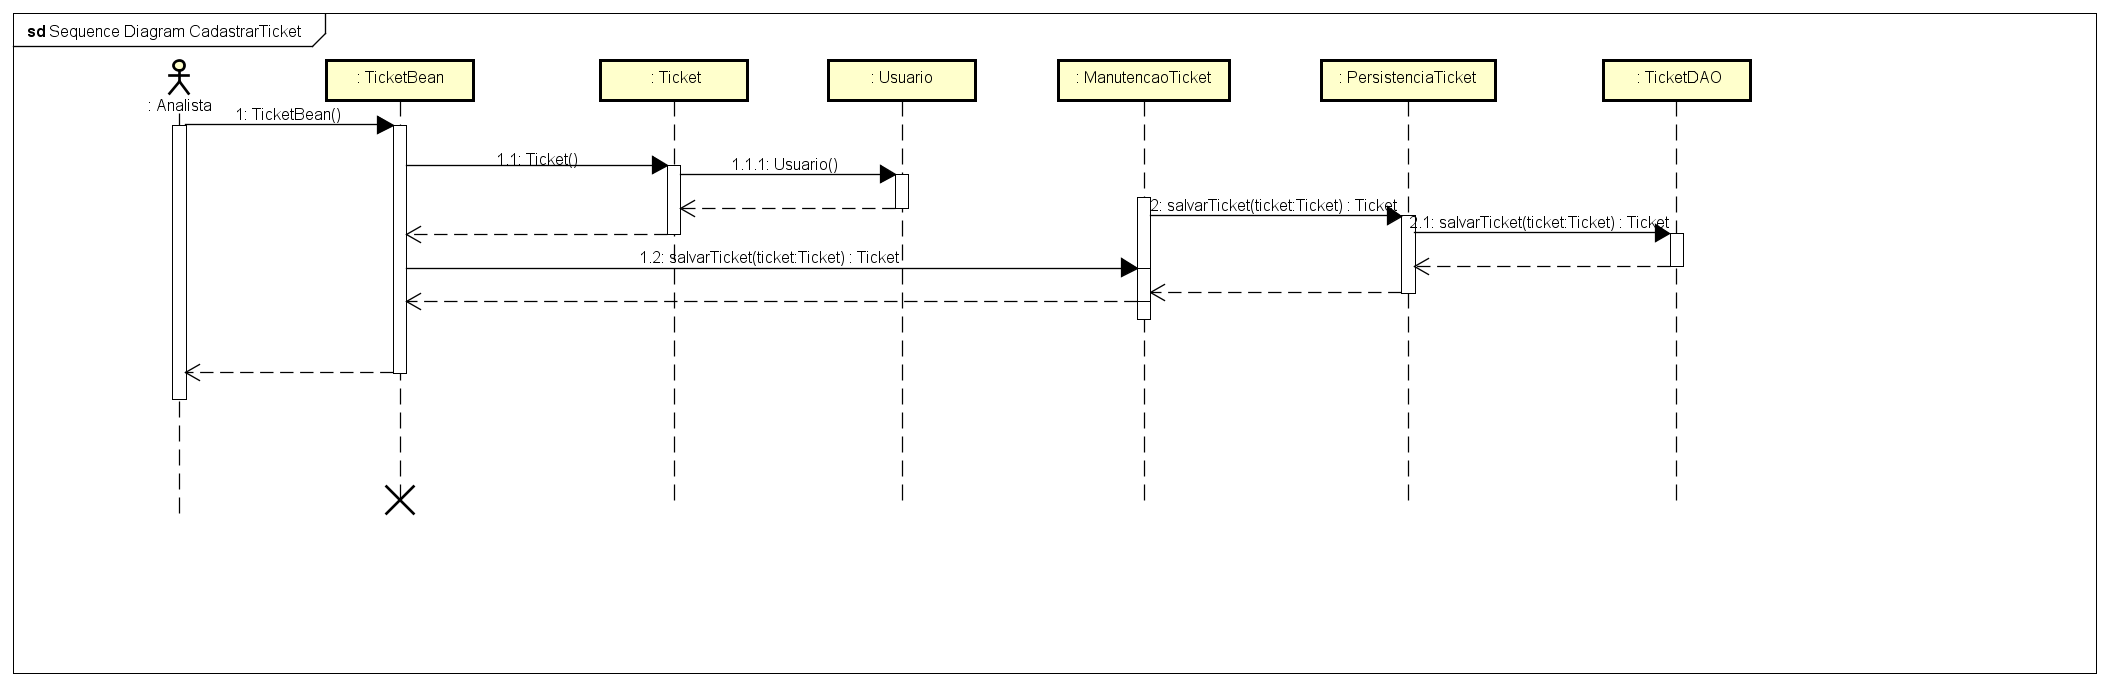 sd Sequence Diagram CadastrarTicket
: Analista
: TicketBean
: Ticket
: Usuario
: ManutencaoTicket
: PersistenciaTicket
: TicketDAO
1: TicketBean()
1.1: Ticket()
1.1.1: Usuario()
2: salvarTicket(ticket:Ticket) : Ticket
2.1: salvarTicket(ticket:Ticket) : Ticket
1.2: salvarTicket(ticket:Ticket) : Ticket